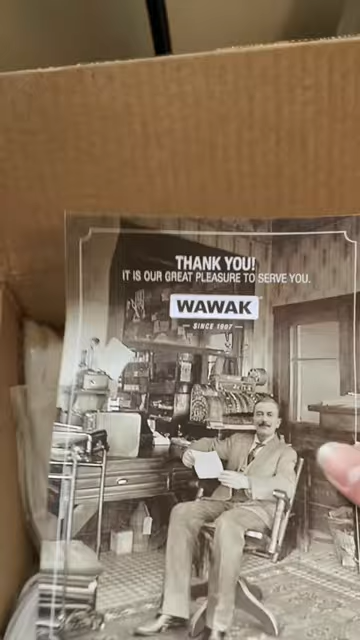 THANK YOU!
IT IS OUR GREAT PLEASURE TO SERVE YOU.
WAWAK
SINCE 1907